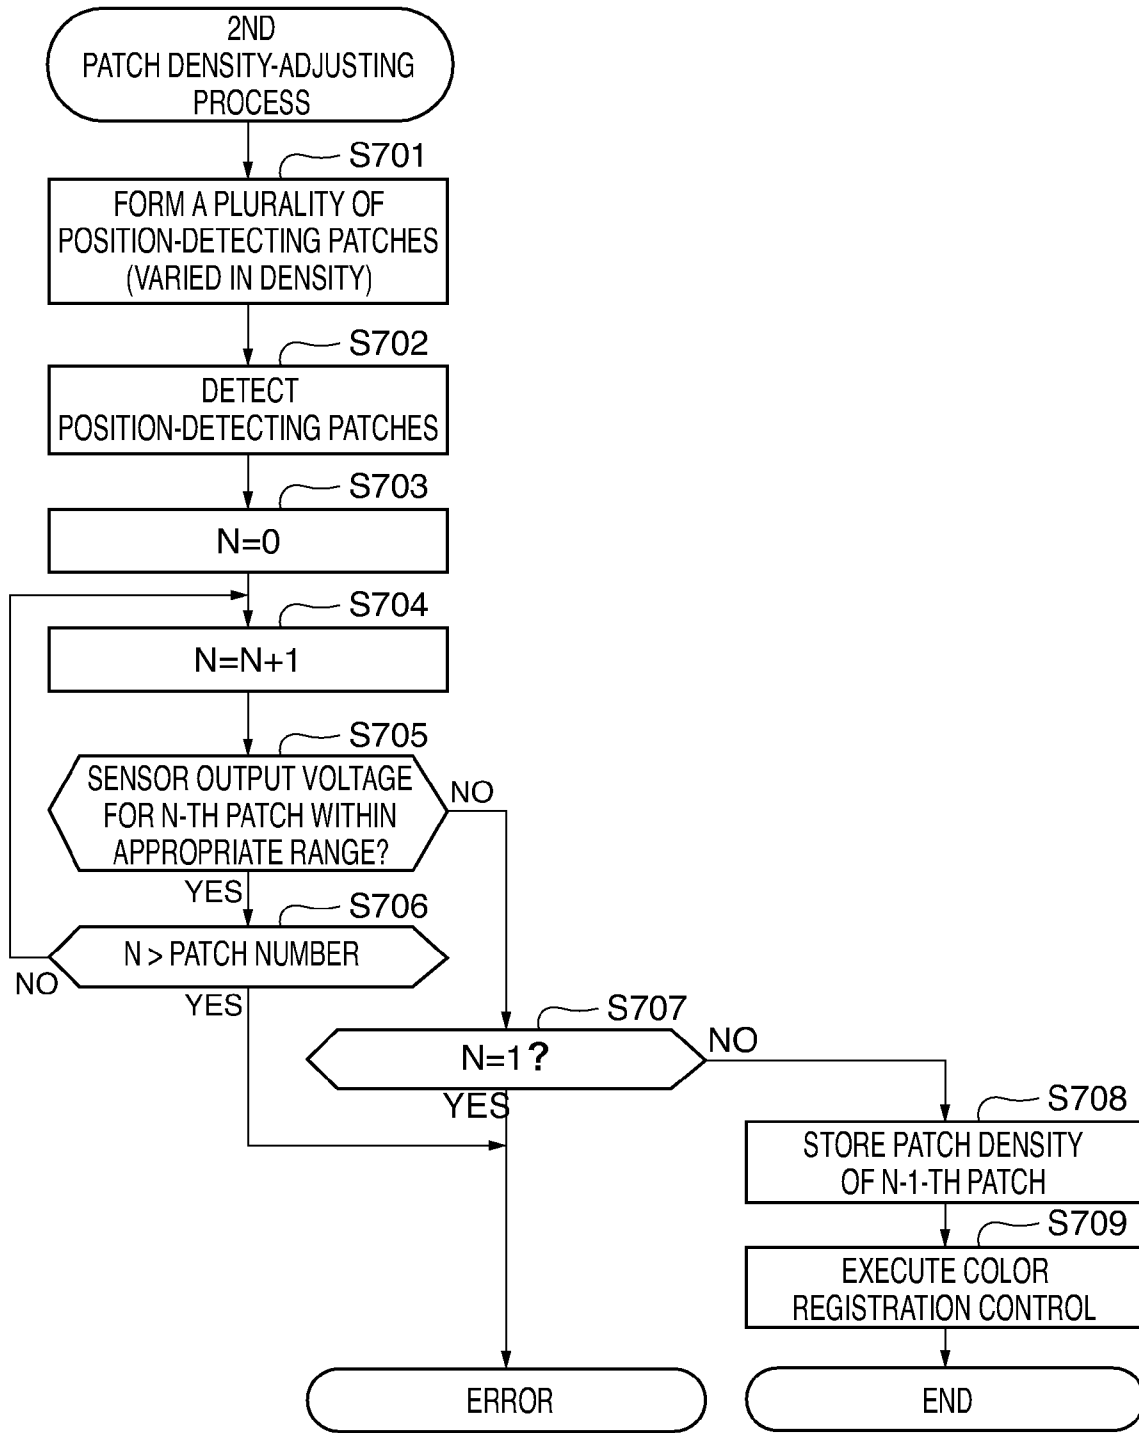 2ND
PATCH DENSITY-ADJUSTING
PROCESS
S701
FORM A PLURALITY OF
POSITION-DETECTING PATCHES
(VARIED IN DENSITY)
S702
DETECT
POSITION-DETECTING PATCHES
S703
N=0
S704
N=N+1
S705
SENSOR OUTPUT VOLTAGE
FOR N-TH PATCH WITHIN
APPROPRIATE RANGE?
NO
YES
S706
N > PATCH NUMBER
NO
YES
S707
N=1?
NO
YES
S708
STORE PATCH DENSITY
OF N-1-TH PATCH
S709
EXECUTE COLOR
REGISTRATION CONTROL
ERROR
END